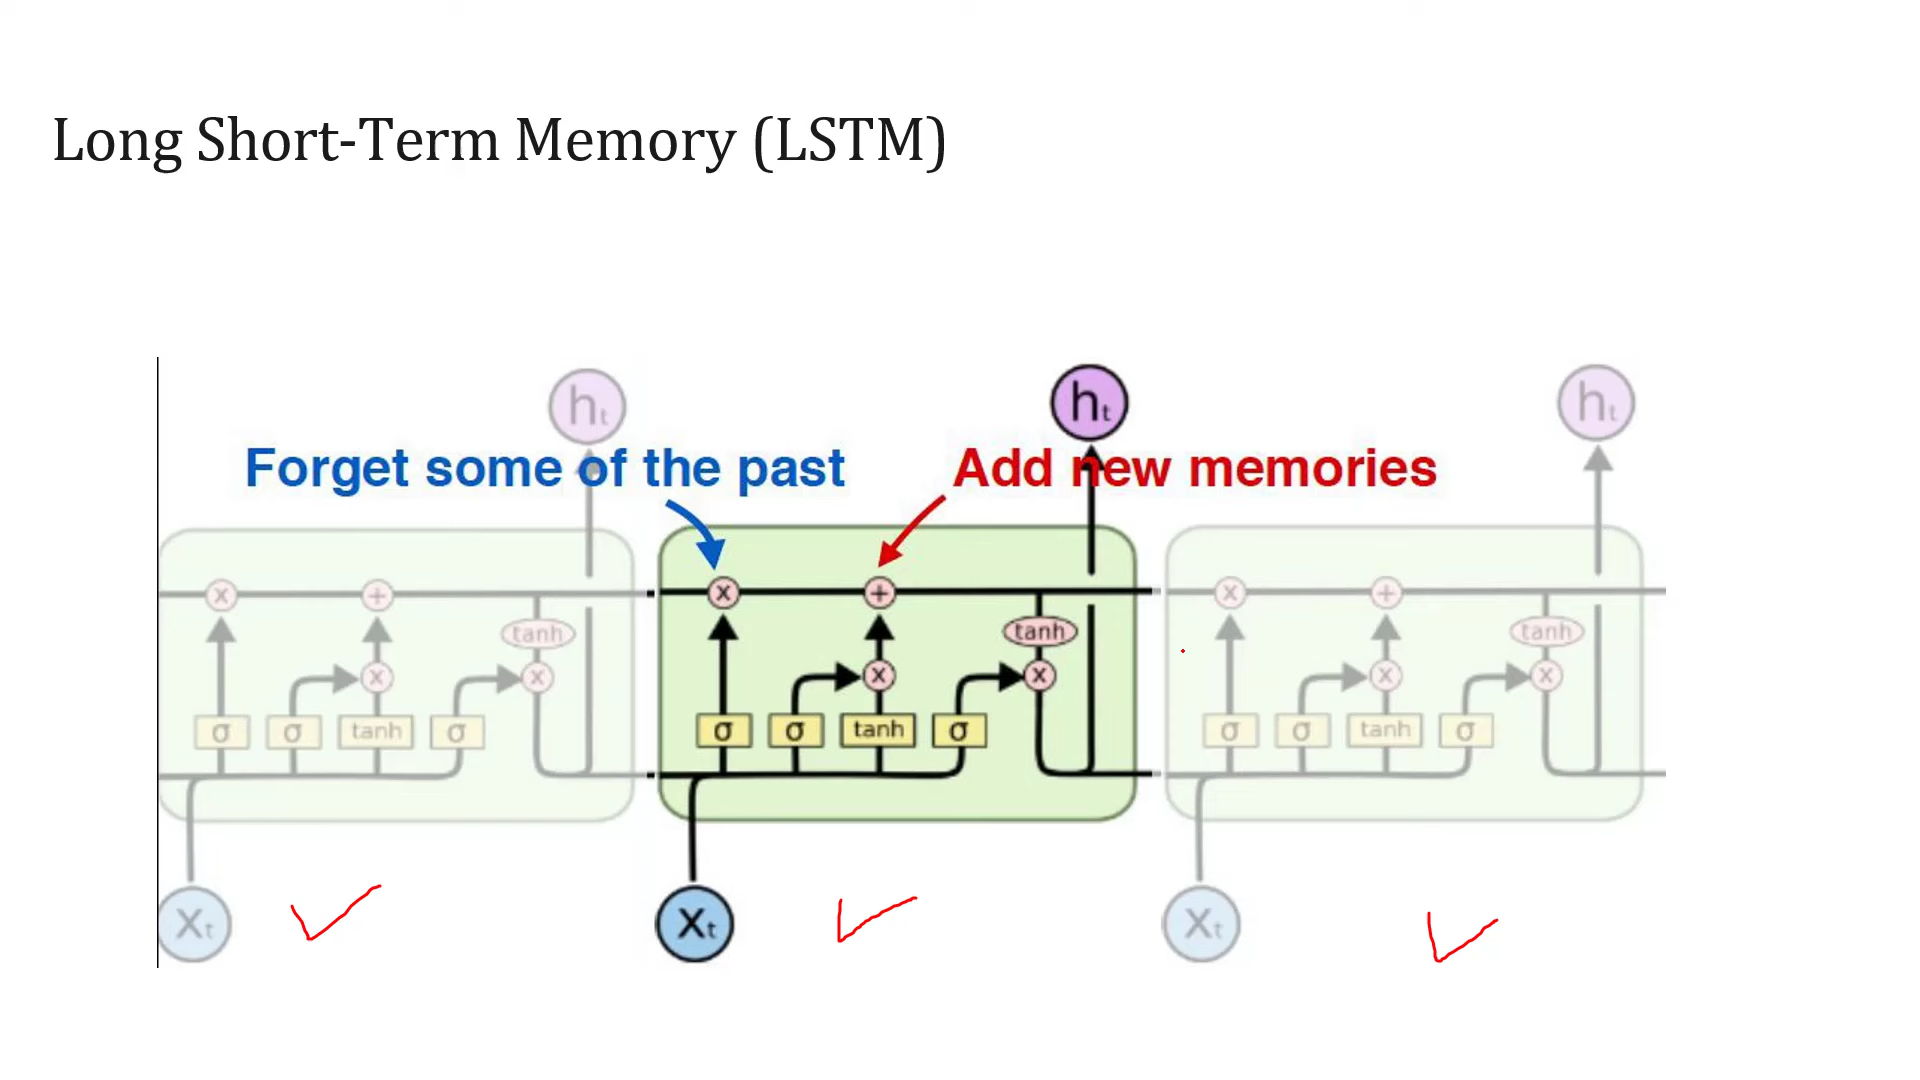 Long Short-Term Memory (LSTM)
ht ht ht
Forget some of the past Add new memories
x + x + x +
tanh tanh tanh
x x x x x x
σ σ tanh σ σ σ tanh σ σ σ tanh σ
Xt Xt Xt